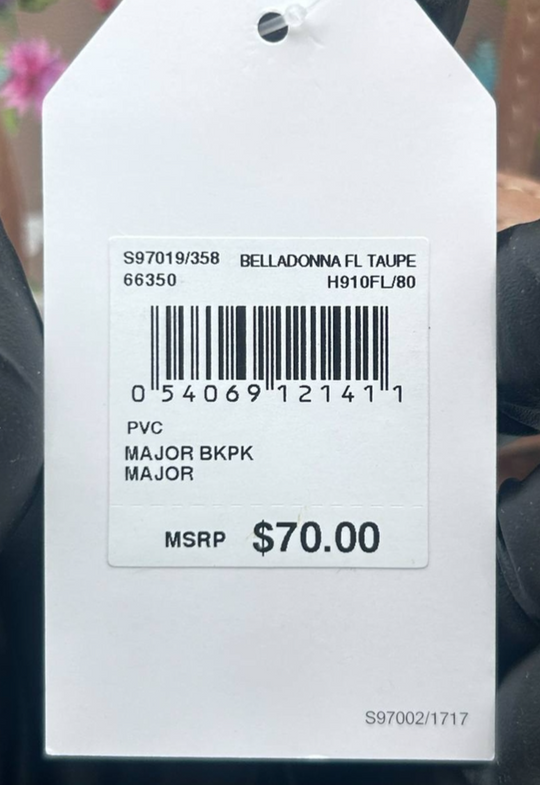 S97019/358 BELLADONNA FL TAUPE
66350 H910FL/80
0 54069 12141 1
PVC
MAJOR BKPK
MAJOR
MSRP $70.00
S97002/1717